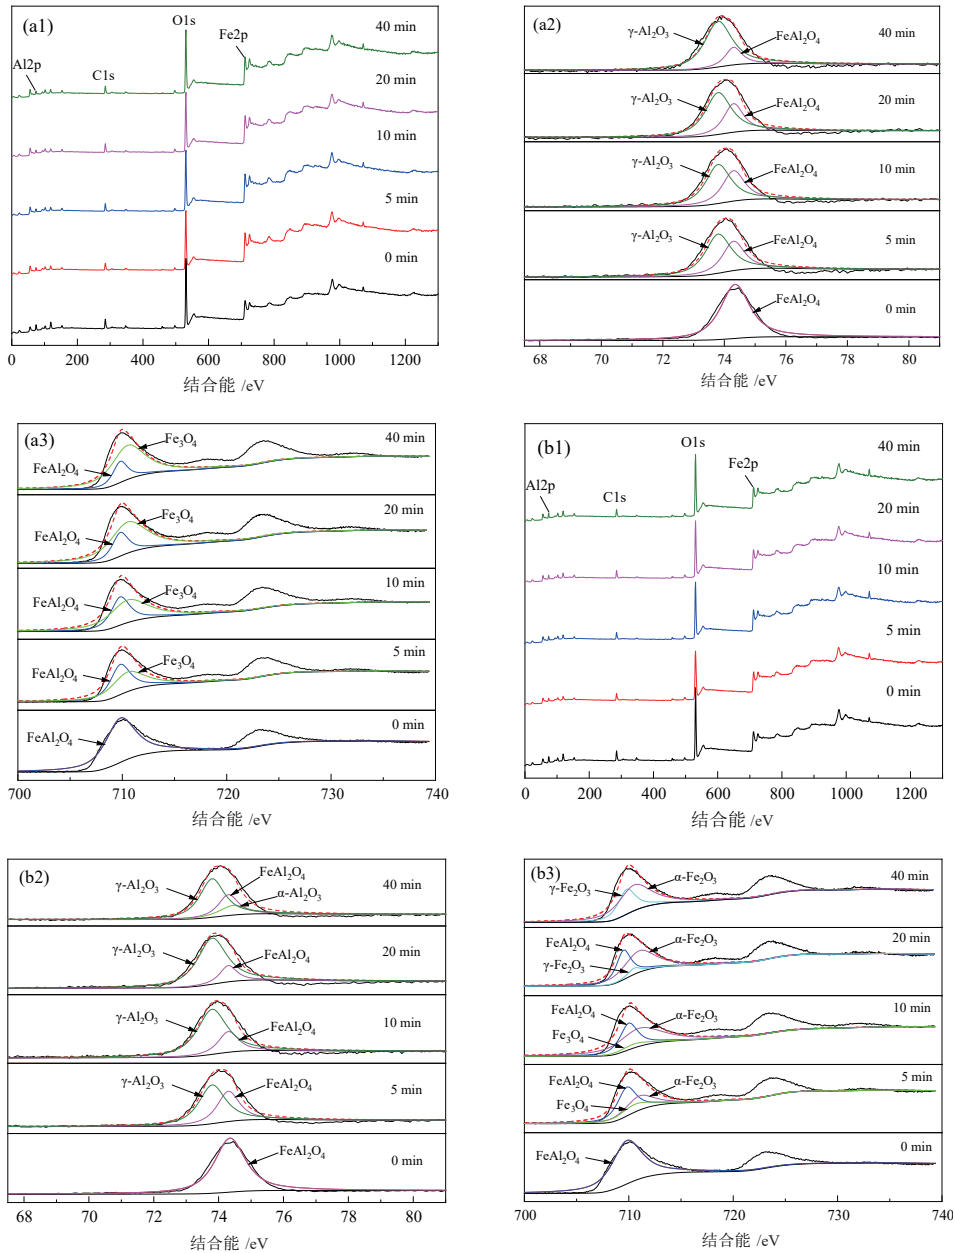 (a1)
O1s
40 min
Fe2p
Al2p
C1s
20 min
10 min
5 min
0 min
0 200 400 600 800 1000 1200
结合能 /eV
(a2)
γ-Al₂O₃
FeAl₂O₄
40 min
γ-Al₂O₃
FeAl₂O₄
20 min
γ-Al₂O₃
FeAl₂O₄
10 min
γ-Al₂O₃
FeAl₂O₄
5 min
FeAl₂O₄
0 min
68 70 72 74 76 78 80
结合能 /eV
(a3)
Fe₃O₄
40 min
FeAl₂O₄
Fe₃O₄
20 min
FeAl₂O₄
Fe₃O₄
10 min
FeAl₂O₄
Fe₃O₄
5 min
FeAl₂O₄
0 min
FeAl₂O₄
700 710 720 730 740
结合能 /eV
(b1)
O1s
40 min
Fe2p
Al2p
C1s
20 min
10 min
5 min
0 min
0 200 400 600 800 1000 1200
结合能 /eV
(b2)
FeAl₂O₄
γ-Al₂O₃
α-Al₂O₃
40 min
γ-Al₂O₃
FeAl₂O₄
20 min
γ-Al₂O₃
FeAl₂O₄
10 min
γ-Al₂O₃
FeAl₂O₄
5 min
FeAl₂O₄
0 min
68 70 72 74 76 78 80
结合能 /eV
(b3)
α-Fe₂O₃
40 min
γ-Fe₂O₃
FeAl₂O₄
α-Fe₂O₃
20 min
γ-Fe₂O₃
FeAl₂O₄
α-Fe₂O₃
10 min
Fe₃O₄
FeAl₂O₄
α-Fe₂O₃
5 min
Fe₃O₄
FeAl₂O₄
0 min
700 710 720 730 740
结合能 /eV